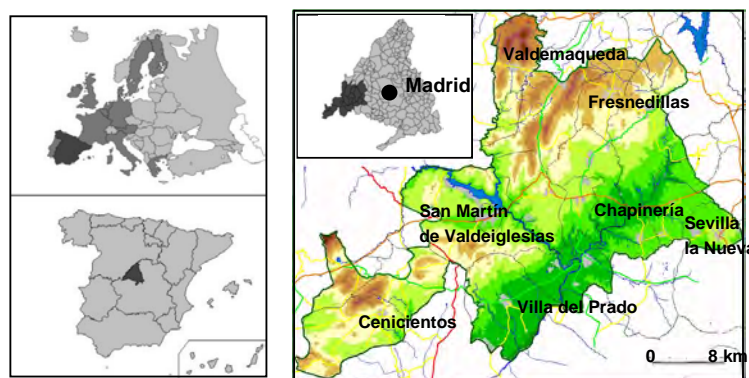 Valdemaqueda
Madrid
Fresnedillas
San Martín
de Valdeiglesias
Chapinería
Sevilla
la Nueva
Villa del Prado
Cenicientos
0 8 km